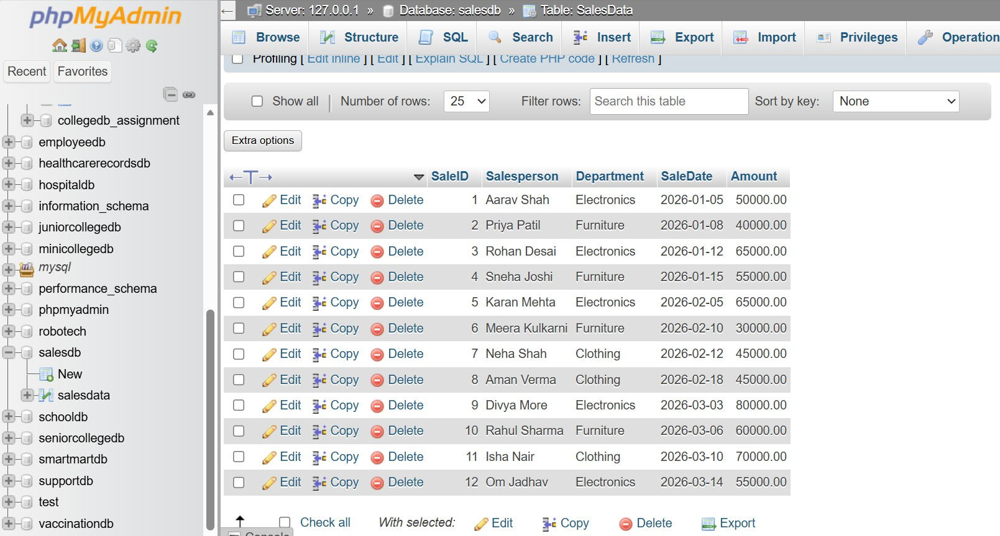 phpMyAdmin
Recent Favorites
collegedb_assignment
employeedb
healthcarerecordsdb
hospitaldb
information_schema
juniorcollegedb
minicollegedb
mysql
performance_schema
phpmyadmin
robotech
salesdb
New
salesdata
schooldb
seniorcollegedb
smartmartdb
supportdb
test
vaccinationdb
Server: 127.0.0.1 » Database: salesdb » Table: SalesData
Browse Structure SQL Search Insert Export Import Privileges Operation
Profiling [ Edit inline ] [ Edit ] [ Explain SQL ] [ Create PHP code ] [ Refresh ]
Show all | Number of rows: 25 Filter rows: Search this table Sort by key: None
Extra options
SaleID Salesperson Department SaleDate Amount
Edit Copy Delete 1 Aarav Shah Electronics 2026-01-05 50000.00
Edit Copy Delete 2 Priya Patil Furniture 2026-01-08 40000.00
Edit Copy Delete 3 Rohan Desai Electronics 2026-01-12 65000.00
Edit Copy Delete 4 Sneha Joshi Furniture 2026-01-15 55000.00
Edit Copy Delete 5 Karan Mehta Electronics 2026-02-05 65000.00
Edit Copy Delete 6 Meera Kulkarni Furniture 2026-02-10 30000.00
Edit Copy Delete 7 Neha Shah Clothing 2026-02-12 45000.00
Edit Copy Delete 8 Aman Verma Clothing 2026-02-18 45000.00
Edit Copy Delete 9 Divya More Electronics 2026-03-03 80000.00
Edit Copy Delete 10 Rahul Sharma Furniture 2026-03-06 60000.00
Edit Copy Delete 11 Isha Nair Clothing 2026-03-10 70000.00
Edit Copy Delete 12 Om Jadhav Electronics 2026-03-14 55000.00
Check all With selected: Edit Copy Delete Export
Console